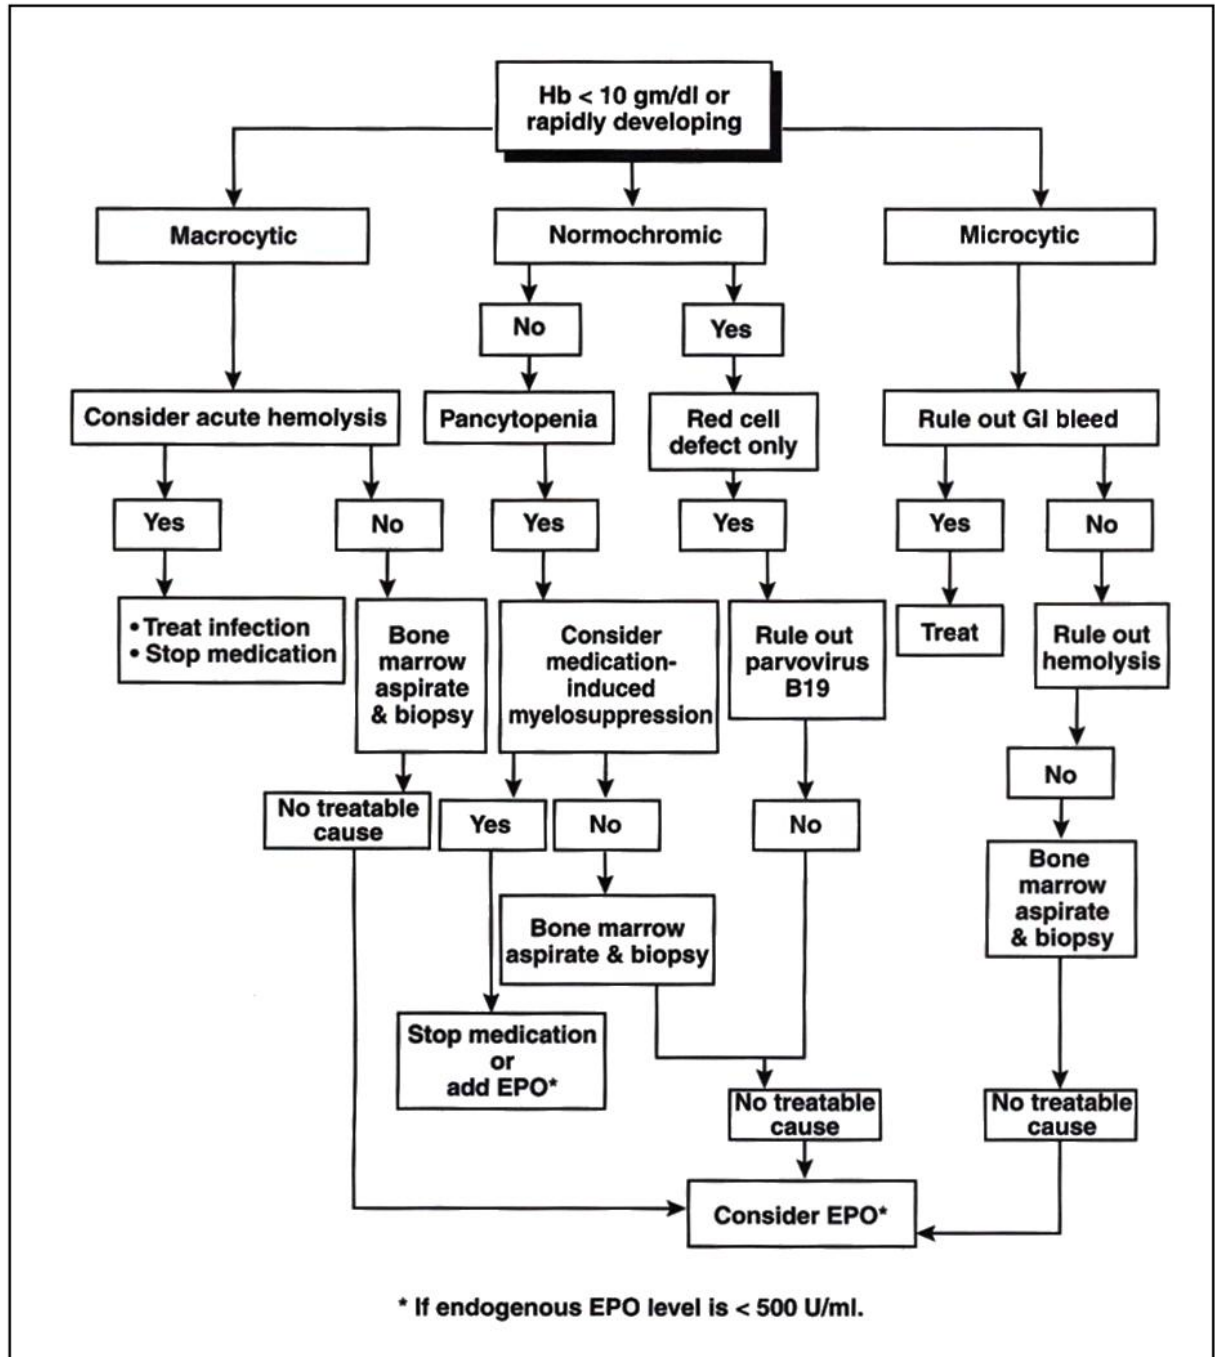 Hb < 10 gm/dl or
rapidly developing
Macrocytic
Normochromic
Microcytic
No
Yes
Consider acute hemolysis
Pancytopenia
Red cell
defect only
Rule out GI bleed
Yes
No
Yes
Yes
Yes
No
• Treat infection
• Stop medication
Bone
marrow
aspirate
& biopsy
Consider
medication-
induced
myelosuppression
Rule out
parvovirus
B19
Treat
Rule out
hemolysis
No
No treatable
cause
Yes
No
No
Bone
marrow
aspirate
& biopsy
Bone marrow
aspirate & biopsy
Stop medication
or
add EPO*
No treatable
cause
No treatable
cause
Consider EPO*
* If endogenous EPO level is < 500 U/ml.